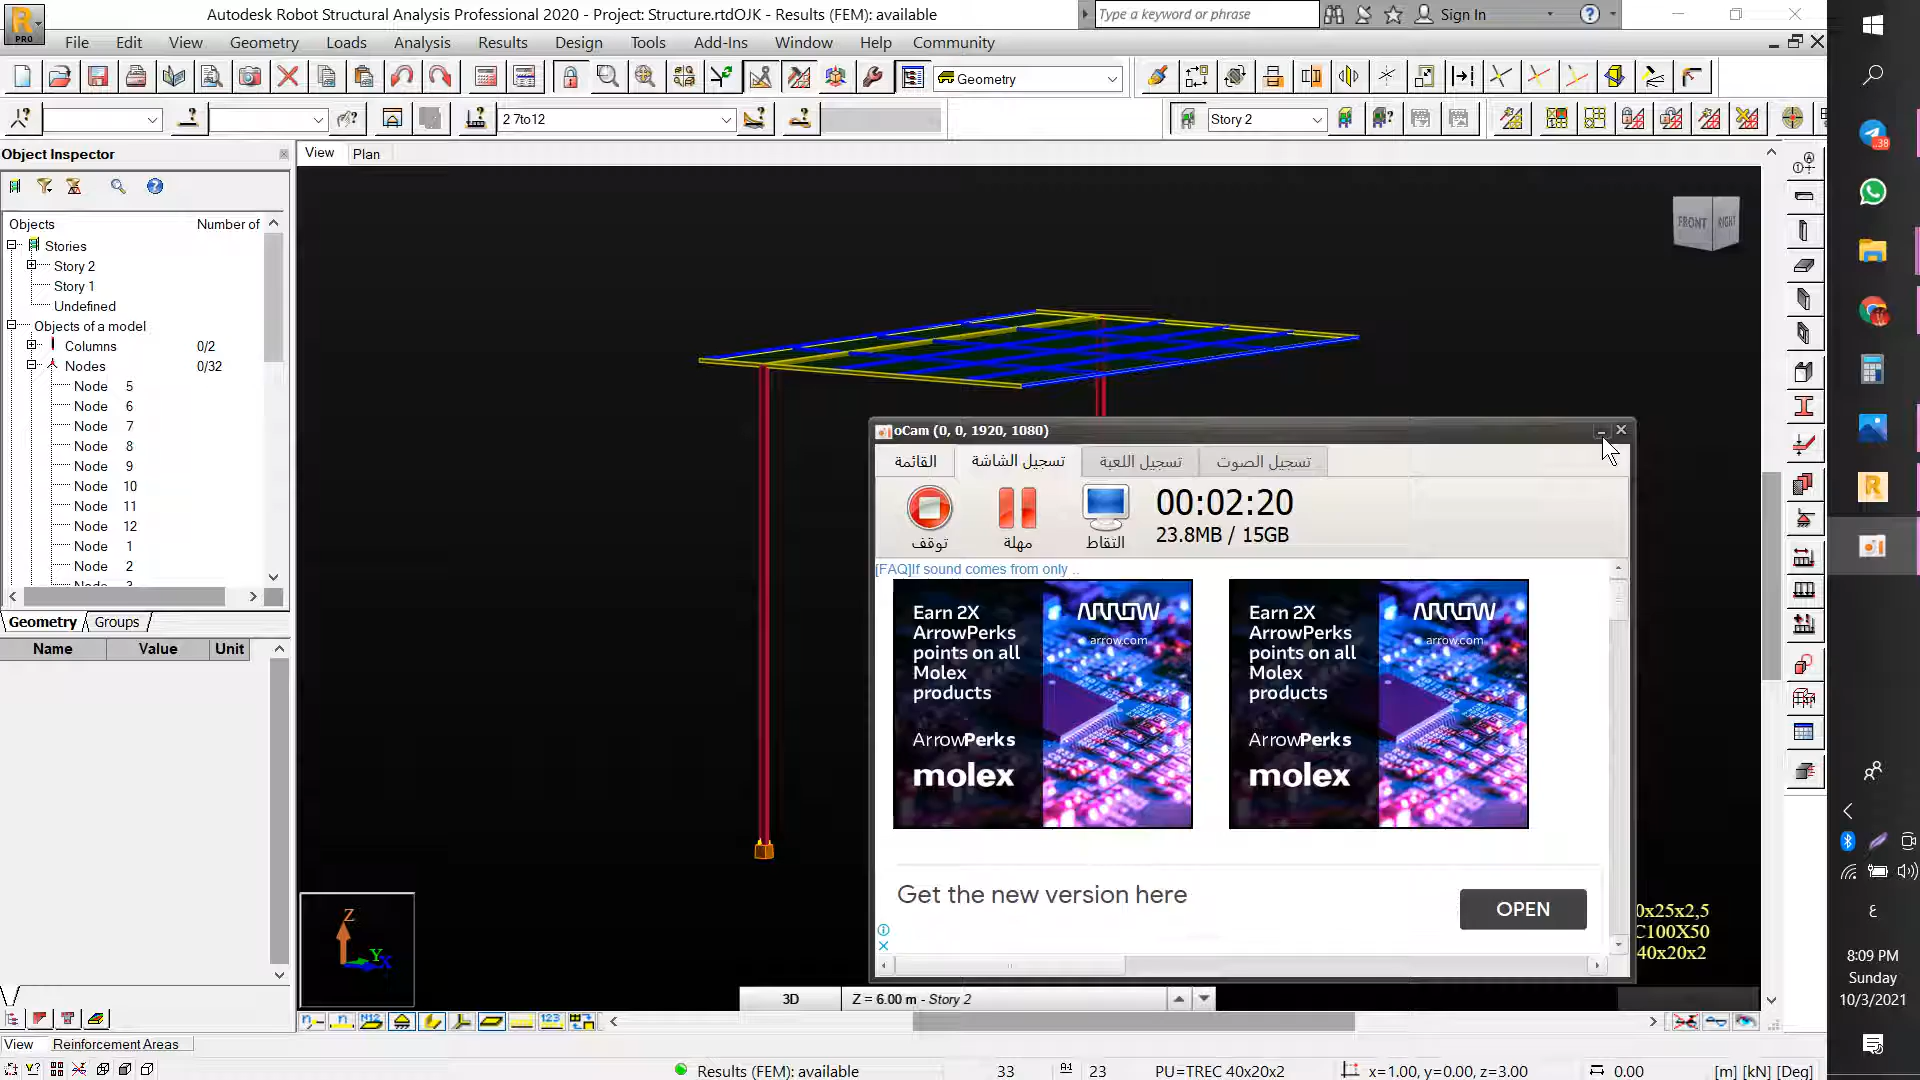 Autodesk Robot Structural Analysis Professional 2020 - Project: Structure.rtdOJK - Results (FEM): available
Type a keyword or phrase
Sign In
PRO
File Edit View Geometry Loads Analysis Results Design Tools Add-Ins Window Help Community
Geometry
2 7to12
Story 2
Object Inspector
View Plan
Objects Number of
Stories
Story 2
Story 1
Undefined
Objects of a model
Columns 0/2
Nodes 0/32
Node 5
Node 6
Node 7
Node 8
Node 9
Node 10
Node 11
Node 12
Node 1
Node 2
Geometry Groups
Name Value Unit
FRONT RIGHT
oCam (0, 0, 1920, 1080)
القائمة تسجيل الشاشة تسجيل اللعبة تسجيل الصوت
00:02:20
23.8MB / 15GB
توقف مهلة التقاط
[FAQ]If sound comes from only ..
Earn 2X
ArrowPerks
points on all
Molex
products
ArrowPerks
molex
ARROW
arrow.com
Earn 2X
ArrowPerks
points on all
Molex
products
ArrowPerks
molex
ARROW
arrow.com
Get the new version here
OPEN
0x25x2,5
C100X50
40x20x2
Z
Y
X
3D
Z = 6.00 m - Story 2
View Reinforcement Areas
Results (FEM): available
33
23
PU=TREC 40x20x2
x=1.00, y=0.00, z=3.00
0.00
[m] [kN] [Deg]
38
ع
8:09 PM
Sunday
10/3/2021